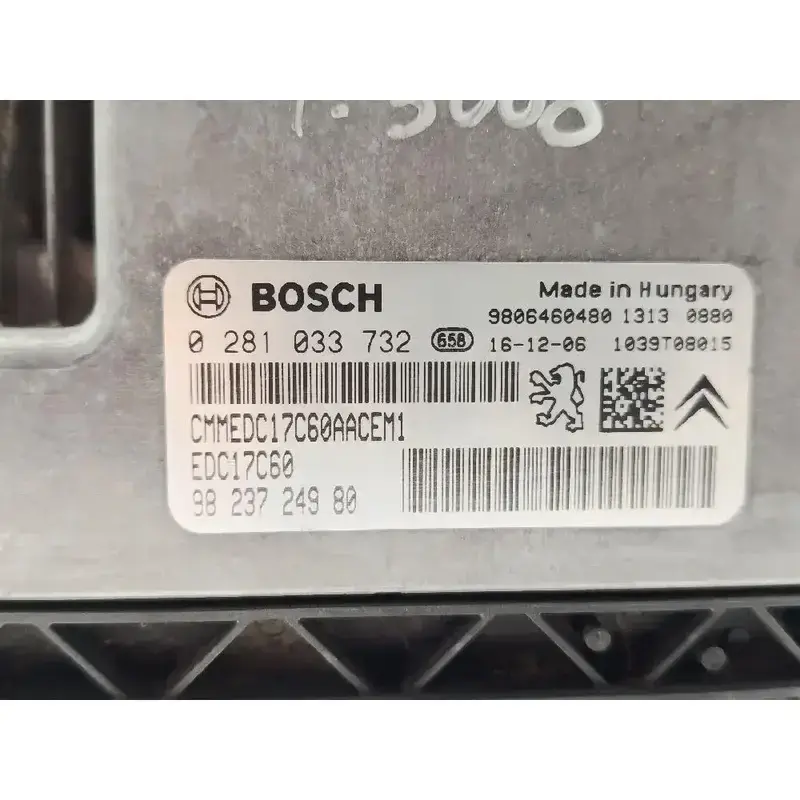 P. 5008
BOSCH
Made in Hungary
9806460480 1313 0880
0 281 033 732 658 16-12-06 1039T08015
CMMEDC17C60AACEM1
EDC17C60
98 237 249 80